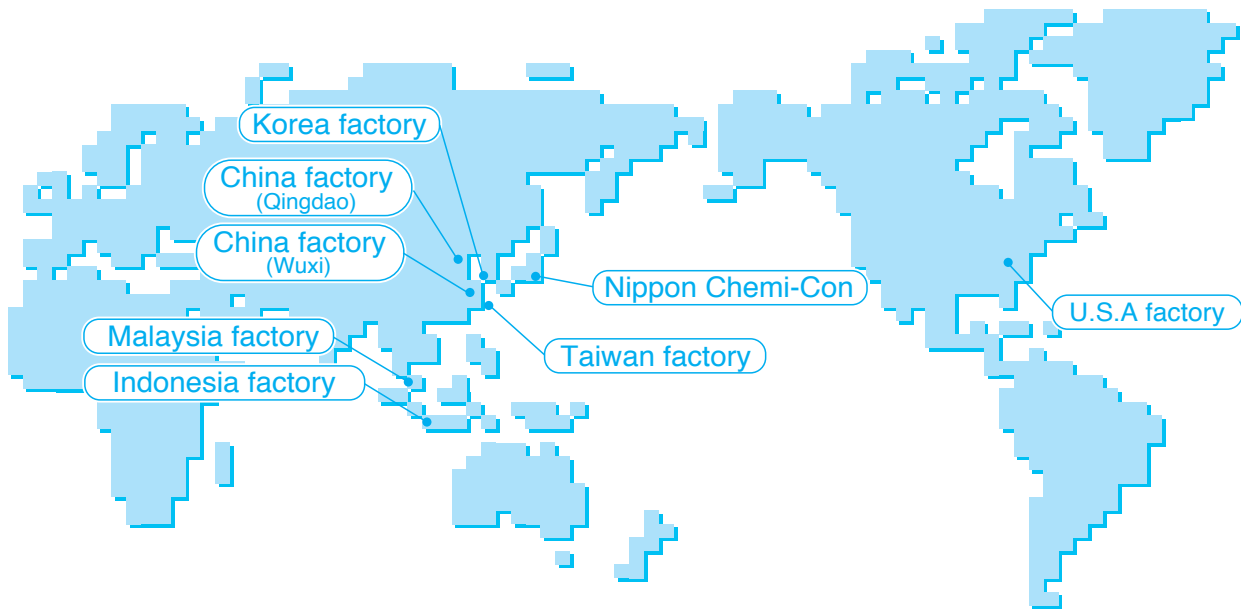 Korea factory
China factory
(Qingdao)
China factory
(Wuxi)
Nippon Chemi-Con
U.S.A factory
Malaysia factory
Taiwan factory
Indonesia factory